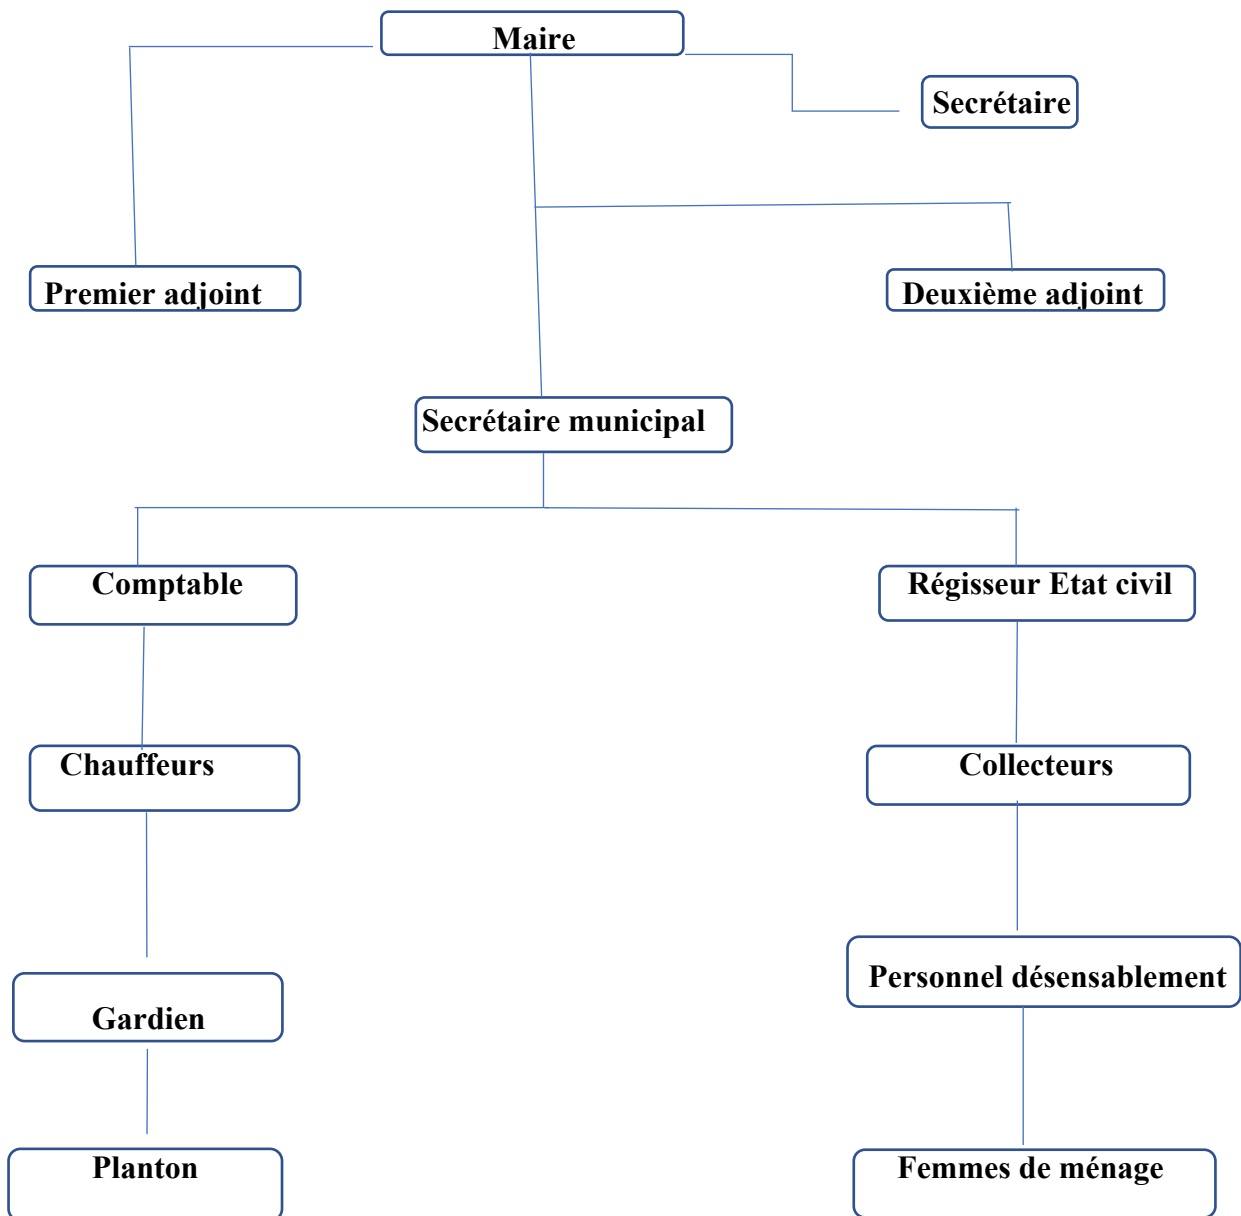 Maire
Secrétaire
Premier adjoint
Deuxième adjoint
Secrétaire municipal
Comptable
Régisseur Etat civil
Chauffeurs
Collecteurs
Personnel désensablement
Gardien
Planton
Femmes de ménage